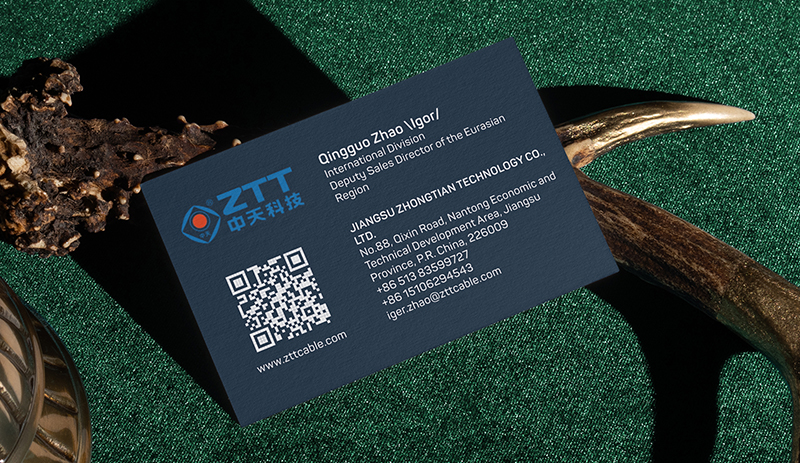 ZTT
中天科技
www.zttcable.com
Qingguo Zhao \Igor/
International Division
Deputy Sales Director of the Eurasian
Region
JIANGSU ZHONGTIAN TECHNOLOGY CO.,
LTD.
No.88, Qixin Road, Nantong Economic and
Technical Development Area, Jiangsu
Province, P.R. China, 226009
+86 513 83599727
+86 15106294543
iger.zhao@zttcable.com